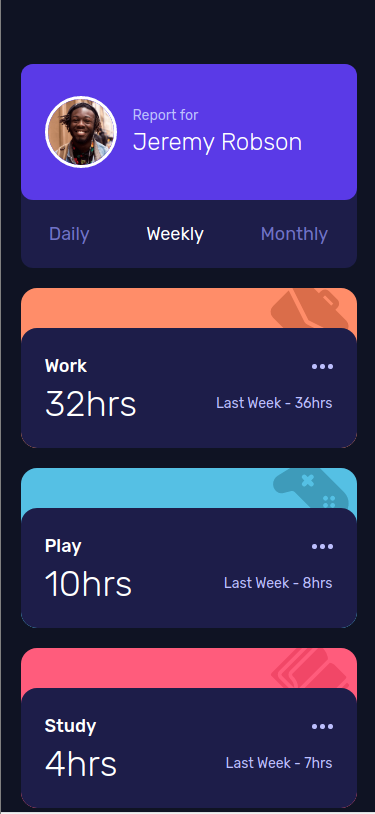 Report for
Jeremy Robson
Daily Weekly Monthly
Work
32hrs Last Week - 36hrs
Play
10hrs Last Week - 8hrs
Study
4hrs Last Week - 7hrs